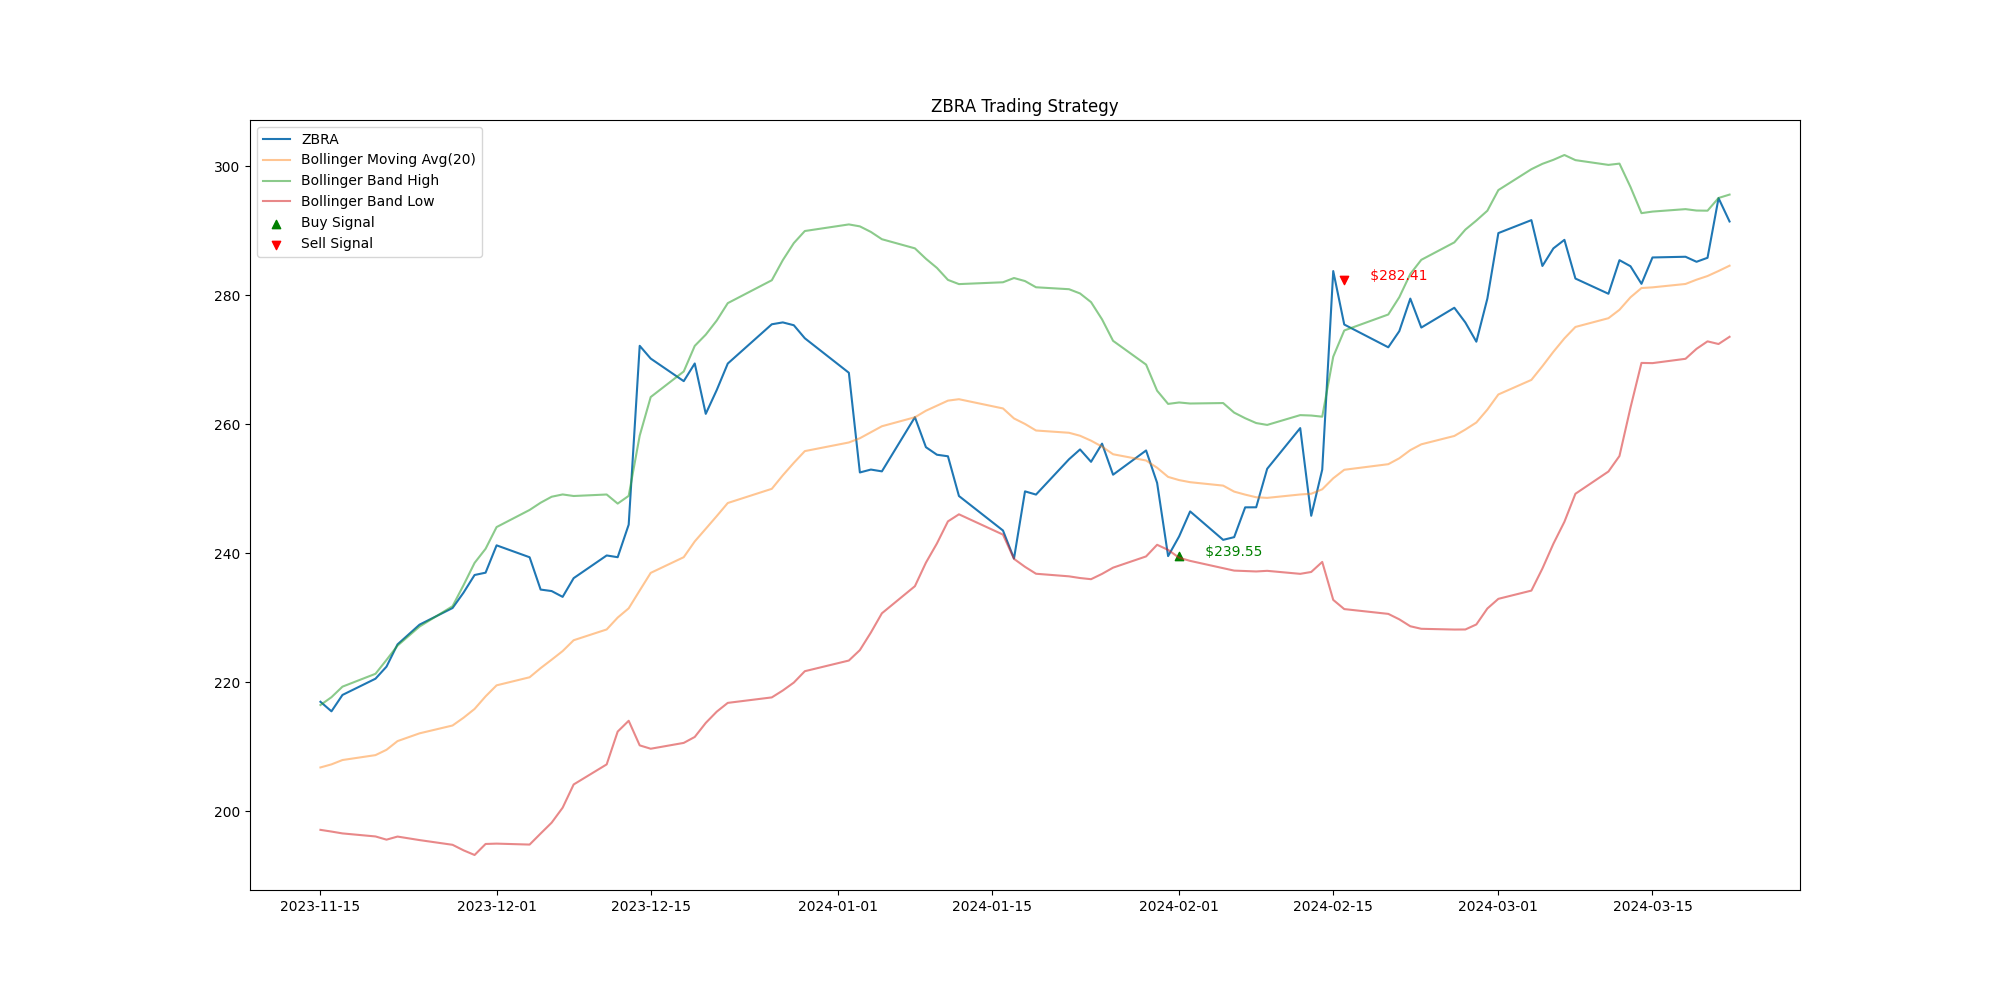 ZBRA Trading Strategy
ZBRA
Bollinger Moving Avg(20)
Bollinger Band High
Bollinger Band Low
Buy Signal
Sell Signal
300
280
260
240
220
200
$282.41
$239.55
2023-11-15
2023-12-01
2023-12-15
2024-01-01
2024-01-15
2024-02-01
2024-02-15
2024-03-01
2024-03-15